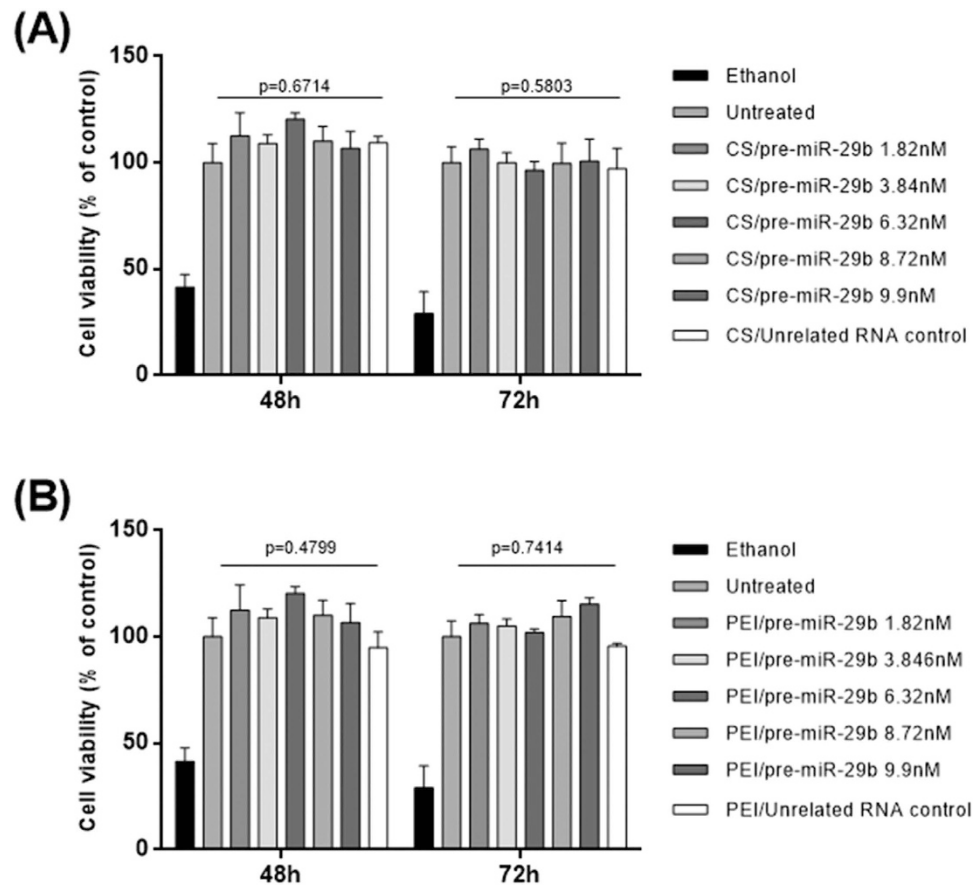 (A)
Cell viability (% of control)
150
100
50
0
p=0.6714
p=0.5803
48h
72h
Ethanol
Untreated
CS/pre-miR-29b 1.82nM
CS/pre-miR-29b 3.84nM
CS/pre-miR-29b 6.32nM
CS/pre-miR-29b 8.72nM
CS/pre-miR-29b 9.9nM
CS/Unrelated RNA control
(B)
Cell viability (% of control)
150
100
50
0
p=0.4799
p=0.7414
48h
72h
Ethanol
Untreated
PEI/pre-miR-29b 1.82nM
PEI/pre-miR-29b 3.846nM
PEI/pre-miR-29b 6.32nM
PEI/pre-miR-29b 8.72nM
PEI/pre-miR-29b 9.9nM
PEI/Unrelated RNA control